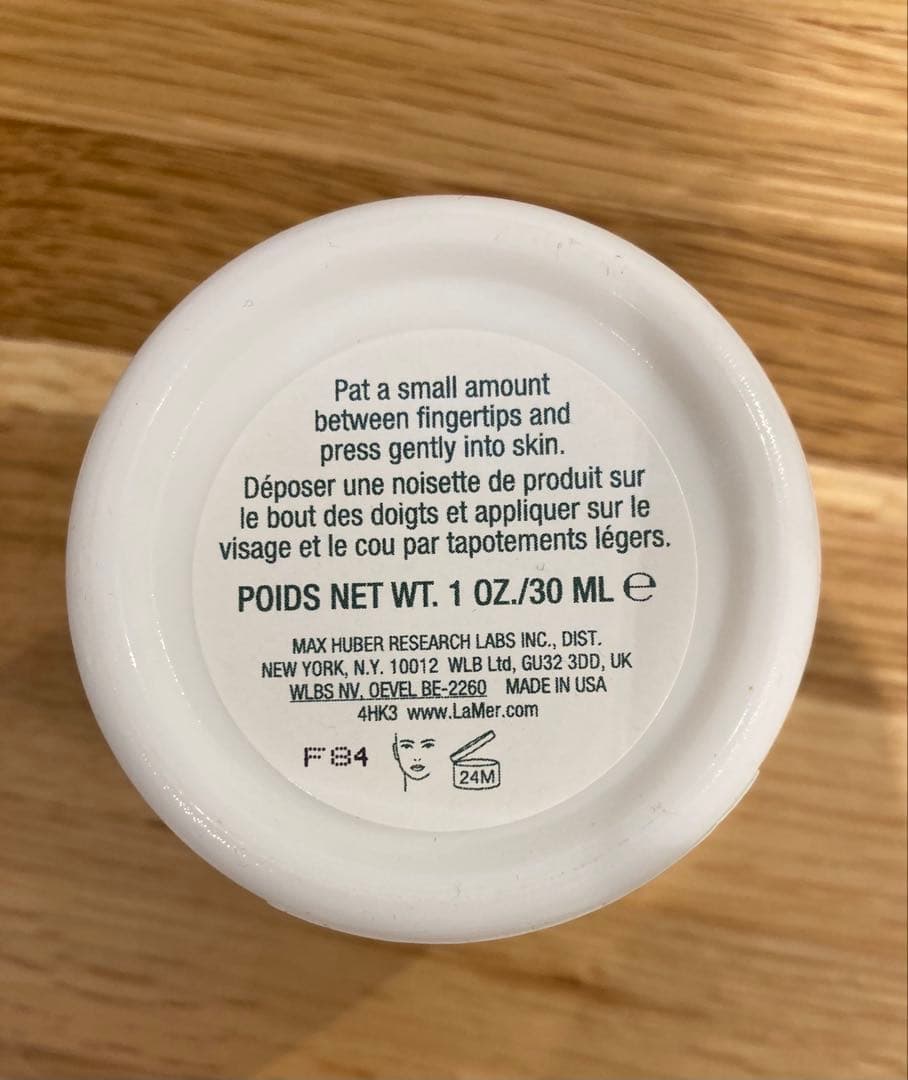 Pat a small amount
between fingertips and
press gently into skin.
Déposer une noisette de produit sur
le bout des doigts et appliquer sur le
visage et le cou par tapotements légers.
POIDS NET WT. 1 OZ./30 ML ℮
MAX HUBER RESEARCH LABS INC., DIST.
NEW YORK, N.Y. 10012 WLB Ltd, GU32 3DD, UK
WLBS NV, OEVEL BE-2260 MADE IN USA
4HK3 www.LaMer.com
F84 24M